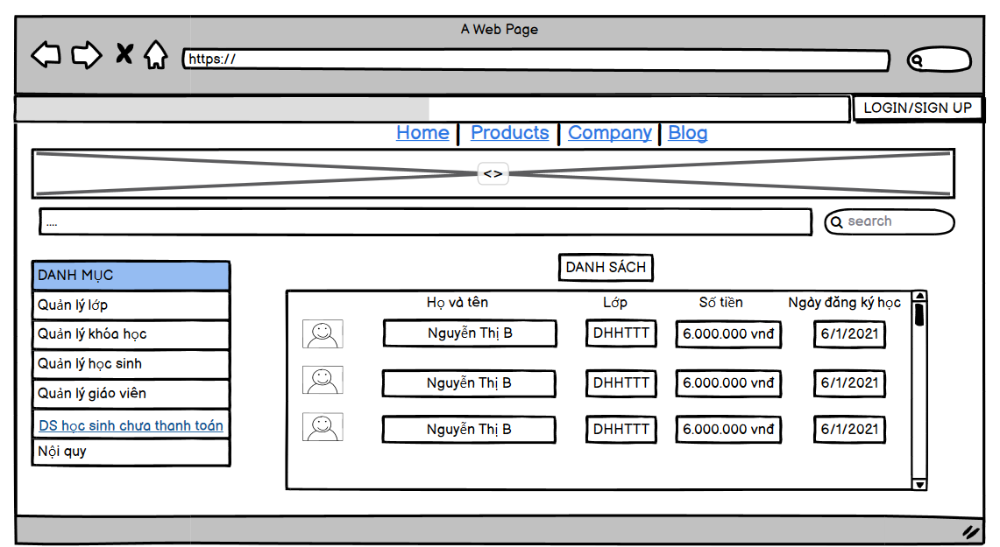 A Web Page
https://
LOGIN/SIGN UP
Home | Products | Company | Blog
<>
....
search
DANH MỤC
Quản lý lớp
Quản lý khóa học
Quản lý học sinh
Quản lý giáo viên
DS học sinh chưa thanh toán
Nội quy
DANH SÁCH
Họ và tên Lớp Số tiền Ngày đăng ký học
Nguyễn Thị B DHHTTT 6.000.000 vnđ 6/1/2021
Nguyễn Thị B DHHTTT 6.000.000 vnđ 6/1/2021
Nguyễn Thị B DHHTTT 6.000.000 vnđ 6/1/2021